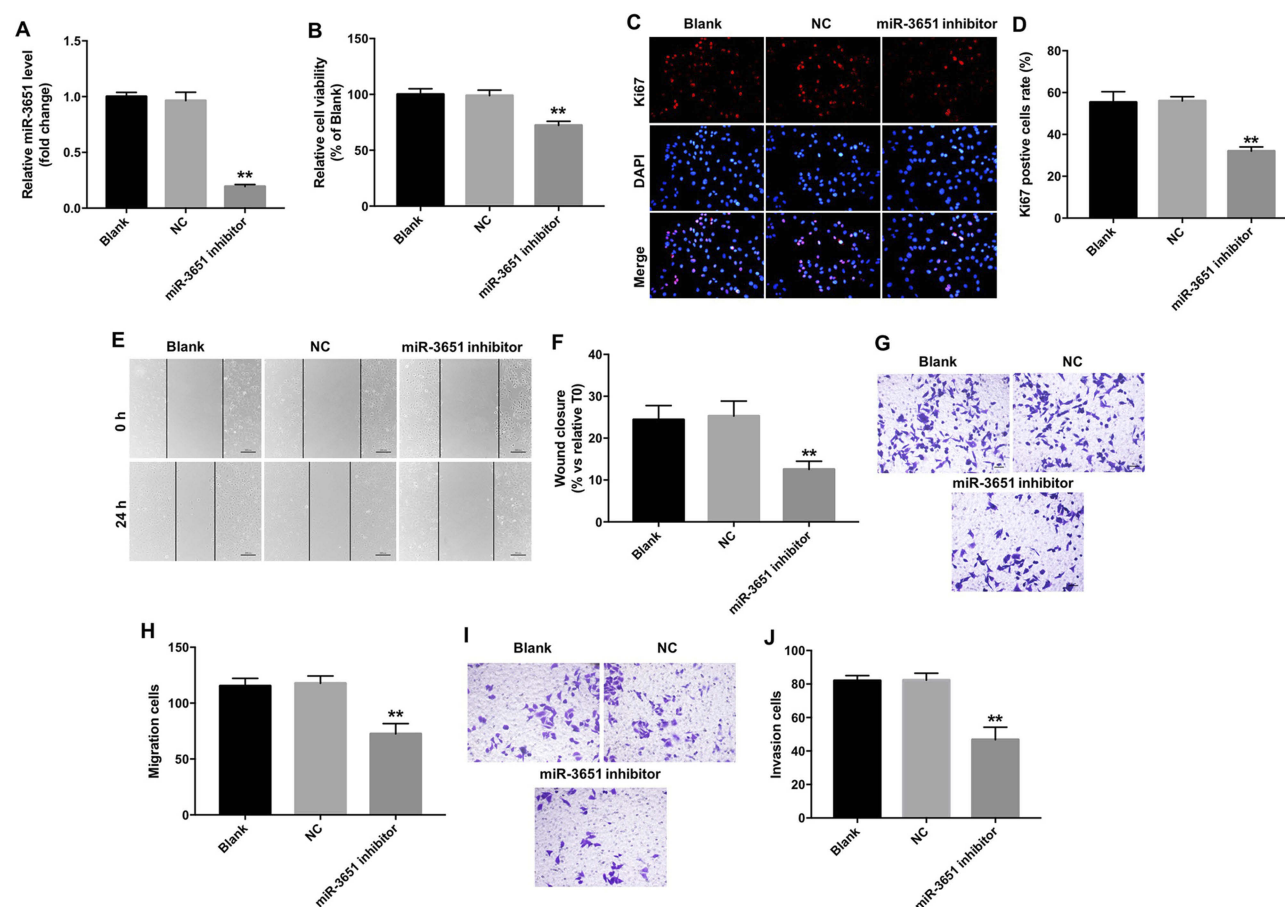 A
Relative miR-3651 level
(fold change)
1.5
1.0
0.5
0.0
**
Blank
NC
miR-3651 inhibitor
B
Relative cell viability
(% of Blank)
150
100
50
0
**
Blank
NC
miR-3651 inhibitor
C
Blank
NC
miR-3651 inhibitor
Ki67
DAPI
Merge
D
Ki67 postive cells rate (%)
80
60
40
20
0
**
Blank
NC
miR-3651 inhibitor
E
Blank
NC
miR-3651 inhibitor
0 h
24 h
F
Wound closure
(% vs relative T0)
40
30
20
10
0
**
Blank
NC
miR-3651 inhibitor
G
Blank
NC
miR-3651 inhibitor
H
Migration cells
150
100
50
0
**
Blank
NC
miR-3651 inhibitor
I
Blank
NC
miR-3651 inhibitor
J
Invasion cells
100
80
60
40
20
0
**
Blank
NC
miR-3651 inhibitor